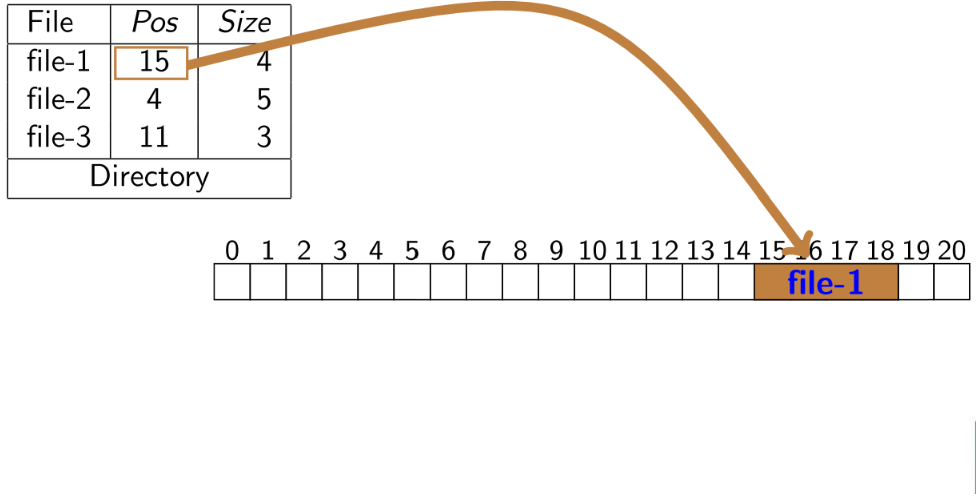 File Pos Size
file-1 15 4
file-2 4 5
file-3 11 3
Directory
0 1 2 3 4 5 6 7 8 9 10 11 12 13 14 15 16 17 18 19 20
file-1